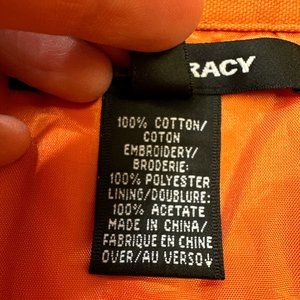 RACY
100% COTTON/
COTON
EMBROIDERY/
BRODERIE:
100% POLYESTER
LINING/DOUBLURE:
100% ACETATE
MADE IN CHINA/
FABRIQUE EN CHINE
OVER/AU VERSO↓